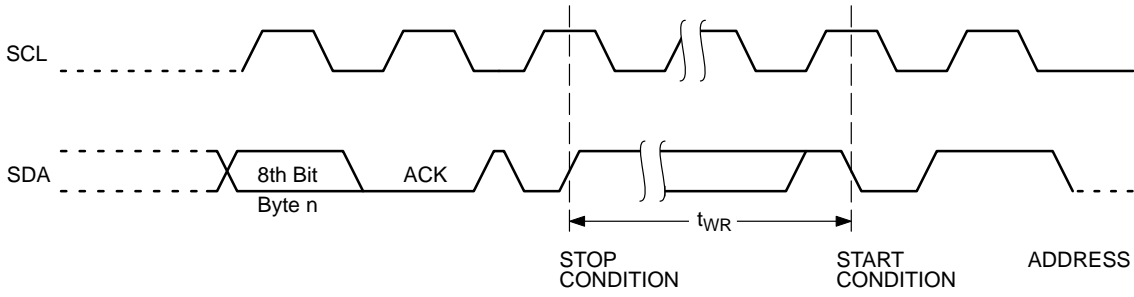 SCL
SDA
8th Bit
Byte n
ACK
tWR
STOP
CONDITION
START
CONDITION
ADDRESS